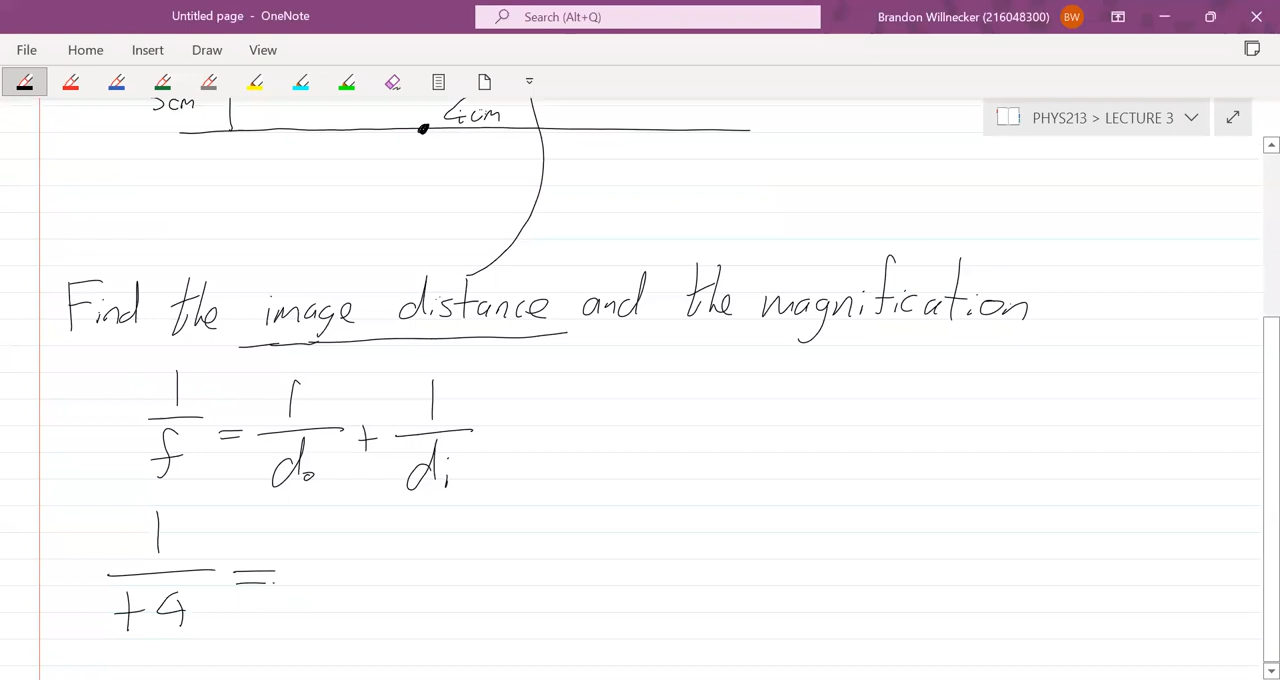 Untitled page - OneNote
Search (Alt+Q)
Brandon Willnecker (216048300)
BW
File Home Insert Draw View
PHYS213 > LECTURE 3
4cm
Find the image distance and the magnification
1/f = 1/do + 1/di
1/+4 =